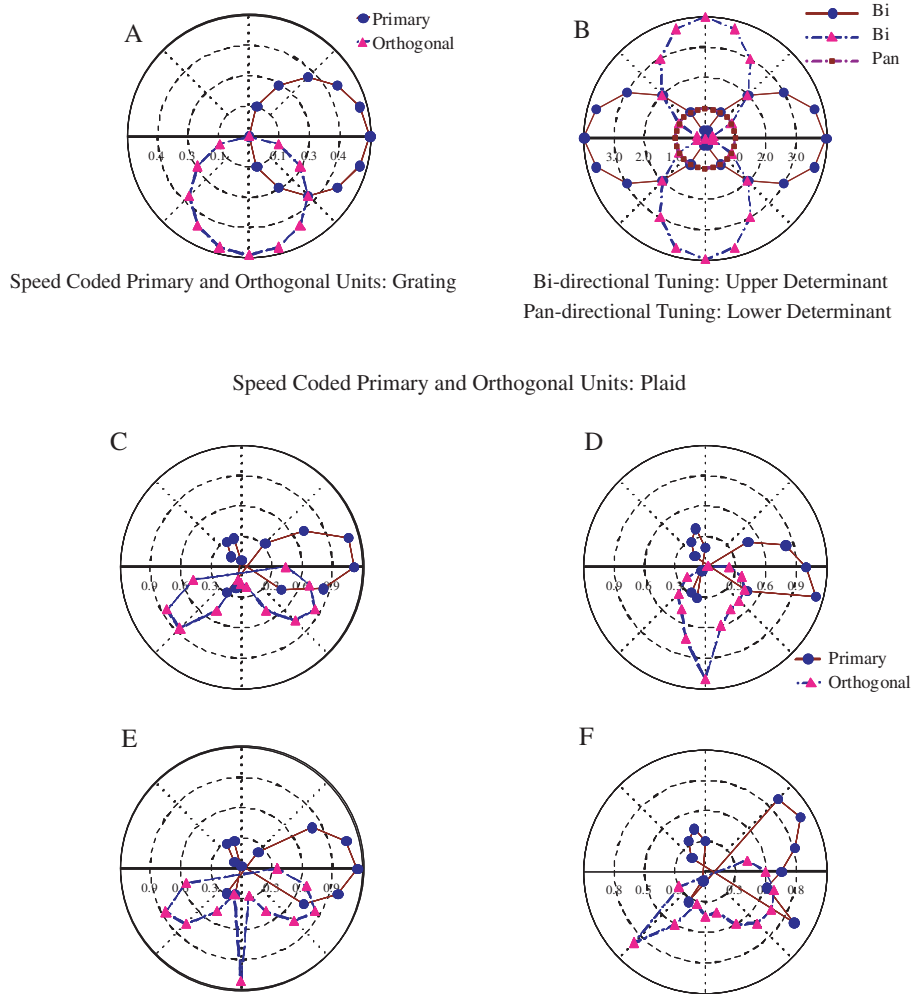 A
Primary
Orthogonal
0.4 0.3 0.1 0.1 0.3 0.4
B
Bi
Bi
Pan
3.0 2.0 2.0 3.0
Speed Coded Primary and Orthogonal Units: Grating
Bi-directional Tuning: Upper Determinant
Pan-directional Tuning: Lower Determinant
Speed Coded Primary and Orthogonal Units: Plaid
C
0.9 0.6 0.3 0.9
D
0.9 0.6 0.6 0.9
Primary
Orthogonal
E
0.9 0.6 0.3
F
0.8 0.5 0.3 0.8